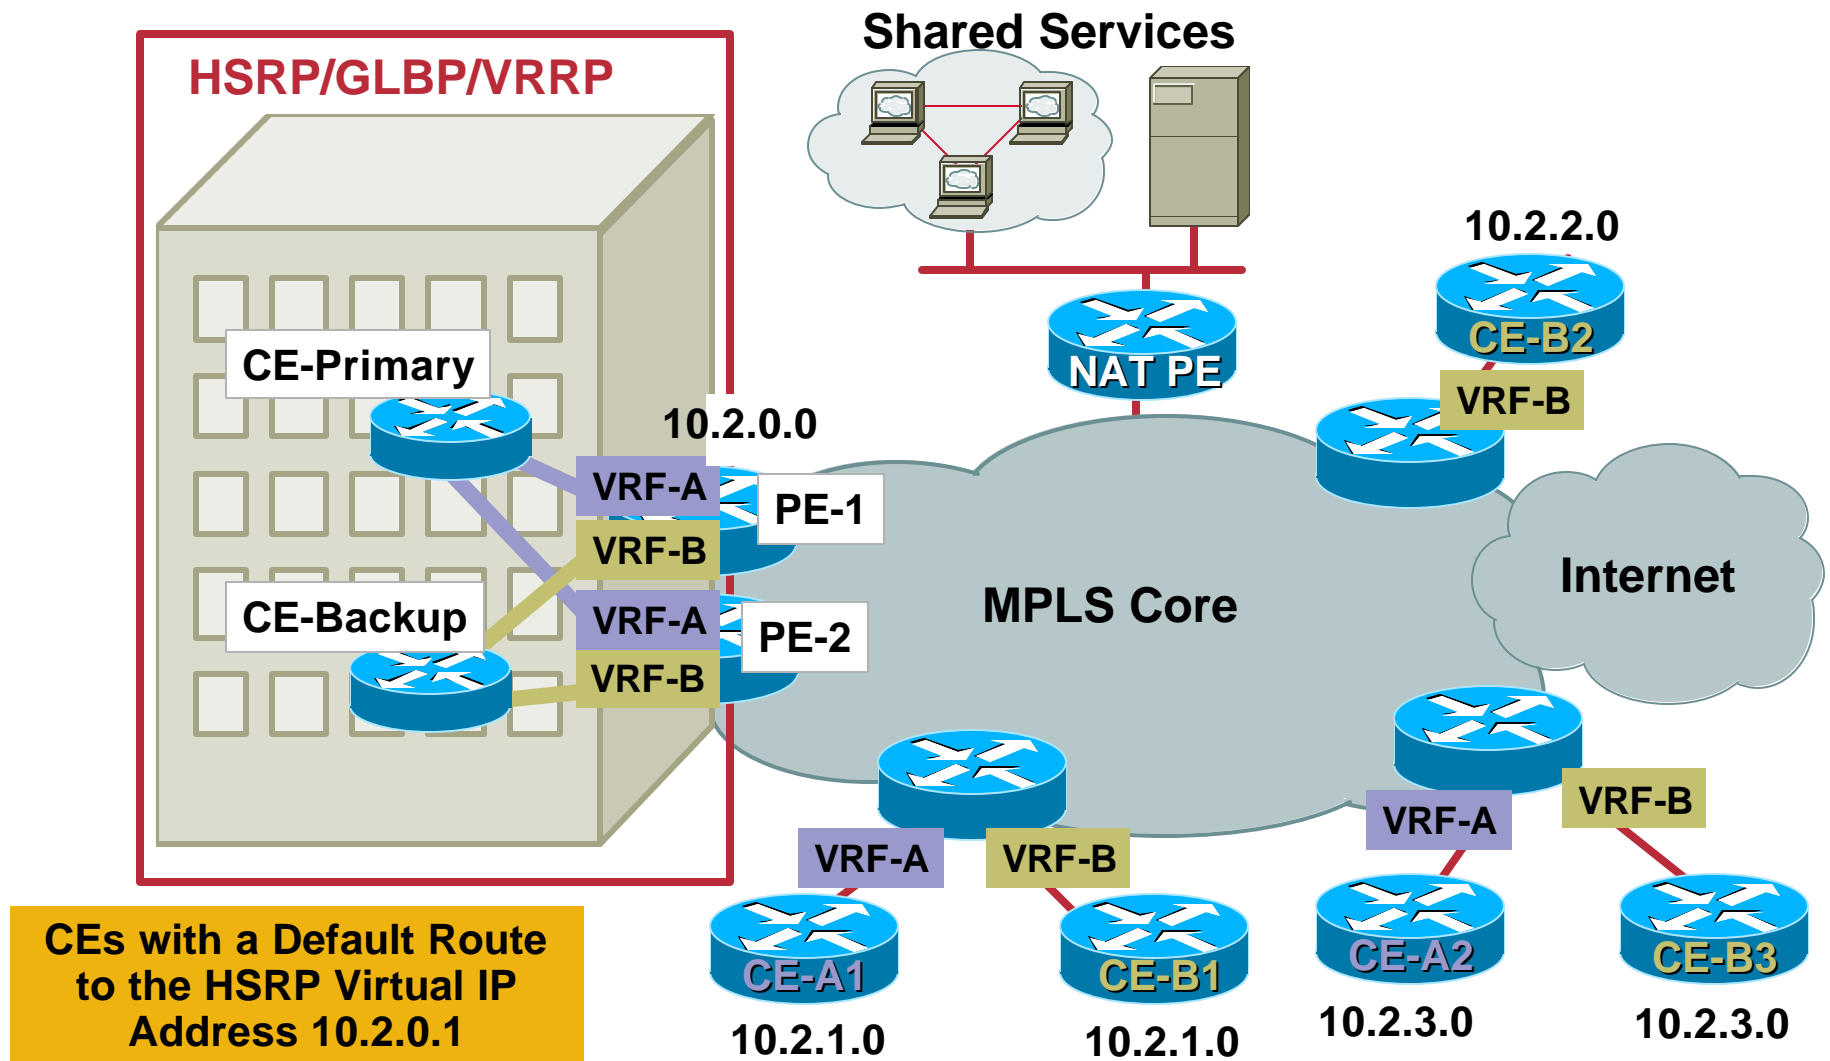 Shared Services
HSRP/GLBP/VRRP
10.2.2.0
CE-B2
VRF-B
NAT PE
CE-Primary
10.2.0.0
VRF-A
PE-1
VRF-B
CE-Backup
VRF-A
PE-2
VRF-B
MPLS Core
Internet
VRF-A
VRF-B
VRF-A
VRF-B
CE-A1
CE-B1
CE-A2
CE-B3
10.2.1.0
10.2.1.0
10.2.3.0
10.2.3.0
CEs with a Default Route
to the HSRP Virtual IP
Address 10.2.0.1